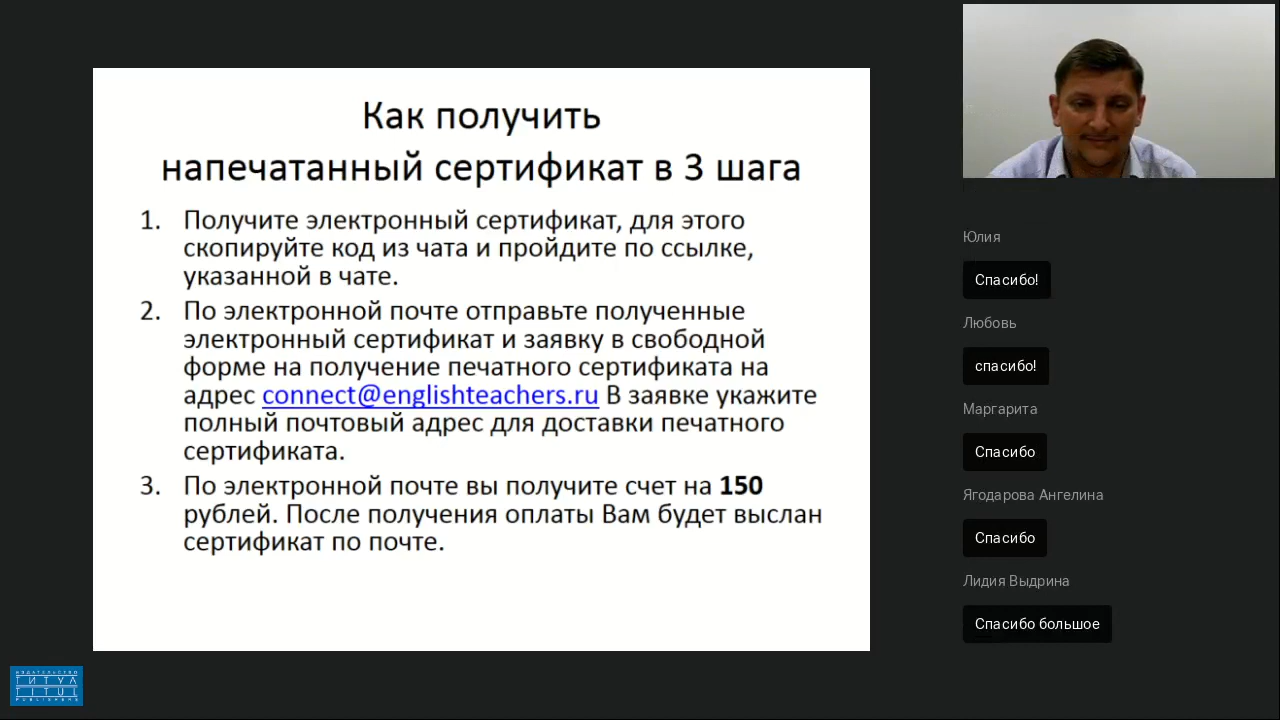 Как получить
напечатанный сертификат в 3 шага
1. Получите электронный сертификат, для этого
скопируйте код из чата и пройдите по ссылке,
указанной в чате.
2. По электронной почте отправьте полученные
электронный сертификат и заявку в свободной
форме на получение печатного сертификата на
адрес connect@englishteachers.ru В заявке укажите
полный почтовый адрес для доставки печатного
сертификата.
3. По электронной почте вы получите счет на 150
рублей. После получения оплаты Вам будет выслан
сертификат по почте.
Юлия
Спасибо!
Любовь
спасибо!
Маргарита
Спасибо
Ягодарова Ангелина
Спасибо
Лидия Выдрина
Спасибо большое
ИЗДАТЕЛЬСТВО
ТИТУЛ
TITUL
PUBLISHERS